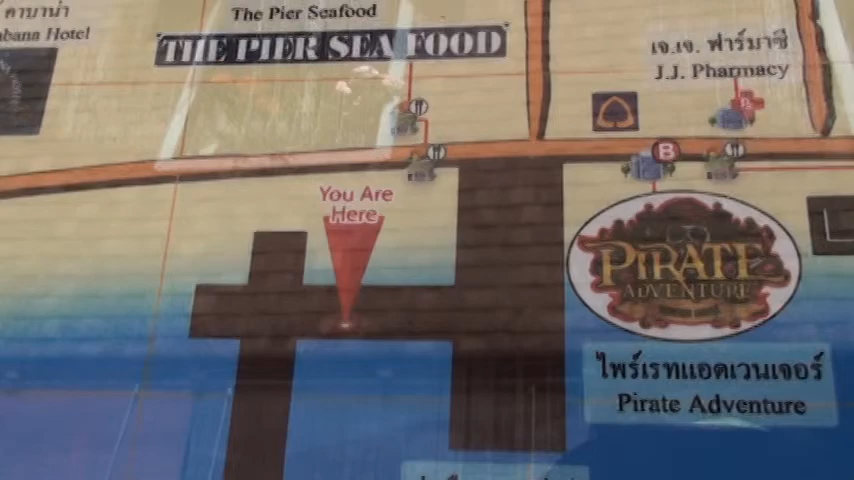 คาบาน่า
bana Hotel
The Pier Seafood
THE PIER SEA FOOD
เจ.เจ. ฟาร์มาซี
J.J. Pharmacy
B
You Are
Here
PIRATE
ADVENTURE
ไพร์เรทแอดเวนเจอร์
Pirate Adventure